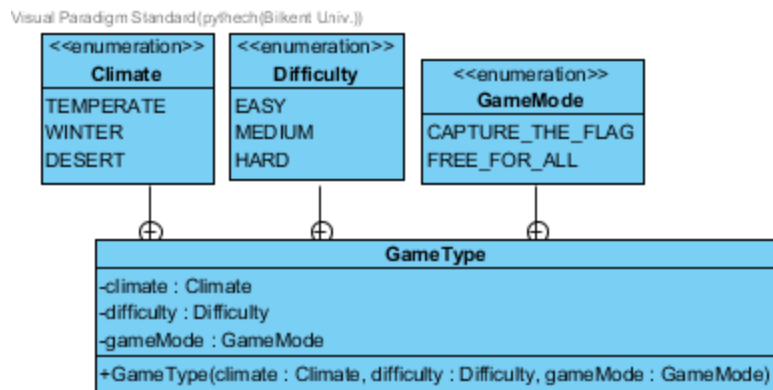 Visual Paradigm Standard(pythech(Bilkent Univ.))
<<enumeration>>
Climate
TEMPERATE
WINTER
DESERT
<<enumeration>>
Difficulty
EASY
MEDIUM
HARD
<<enumeration>>
GameMode
CAPTURE_THE_FLAG
FREE_FOR_ALL
GameType
-climate : Climate
-difficulty : Difficulty
-gameMode : GameMode
+GameType(climate : Climate, difficulty : Difficulty, gameMode : GameMode)